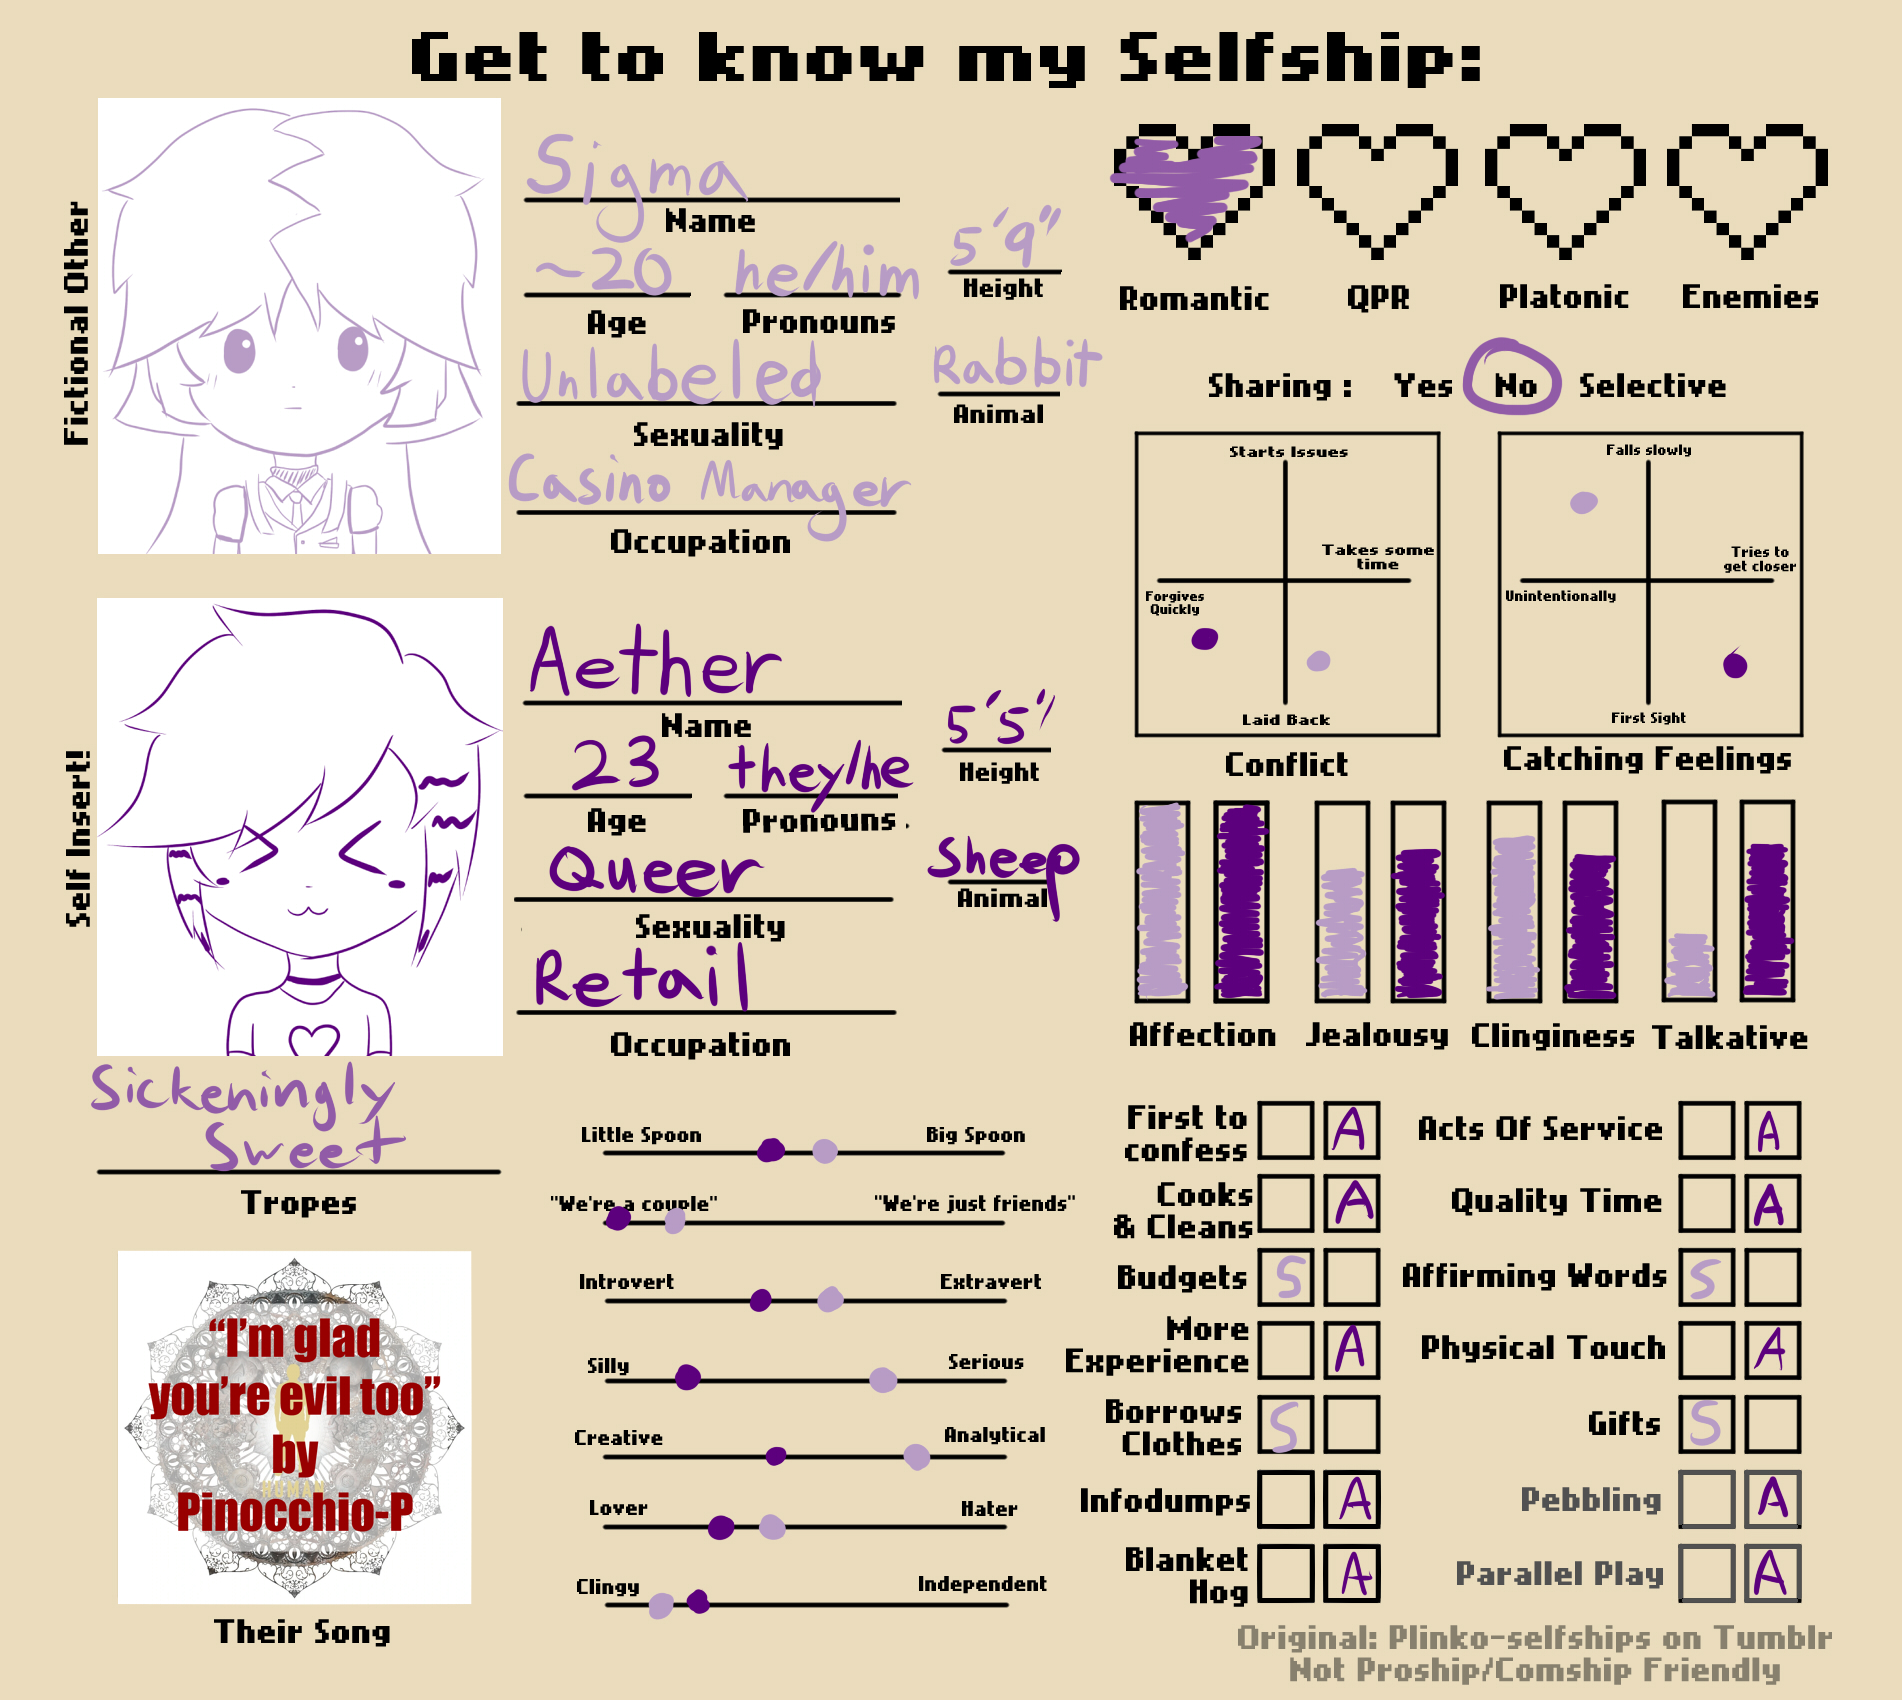 Get to know my Selfship:
Fictional Other
Sigma
Name
~20
Age
he/him
Pronouns
5'9"
Height
Unlabeled
Sexuality
Rabbit
Animal
Casino Manager
Occupation
Self Insert!
Aether
Name
23
Age
they/he
Pronouns
5'5"
Height
Queer
Sexuality
Sheep
Animal
Retail
Occupation
Sickeningly
Sweet
Tropes
"I'm glad
you're evil too"
by
Pinocchio-P
Their Song
Little Spoon Big Spoon
"We're a couple" "We're just friends"
Introvert Extravert
Silly Serious
Creative Analytical
Lover Hater
Clingy Independent
Romantic QPR Platonic Enemies
Sharing: Yes No Selective
Starts Issues
Takes some
time
Forgives
Quickly
Laid Back
Conflict
Falls slowly
Tries to
get closer
Unintentionally
First Sight
Catching Feelings
Affection Jealousy Clinginess Talkative
First to
confess A
Cooks
& Cleans A
Budgets S
More
Experience A
Borrows
Clothes S
Infodumps A
Blanket
Hog A
Acts Of Service A
Quality Time A
Affirming Words S
Physical Touch A
Gifts S
Pebbling A
Parallel Play A
Original: Plinko-selfships on Tumblr
Not Proship/Comship Friendly